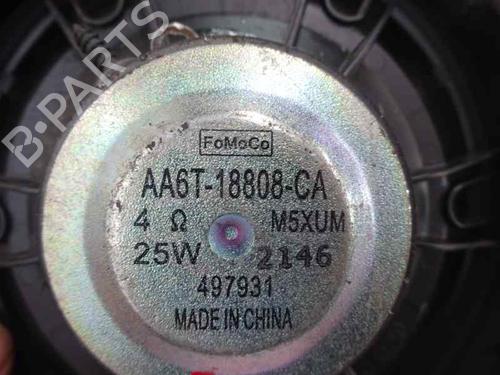 B-PARTS
FoMoCo
AA6T-18808-CA
4 Ω M5XUM
25W 2146
497931
MADE IN CHINA